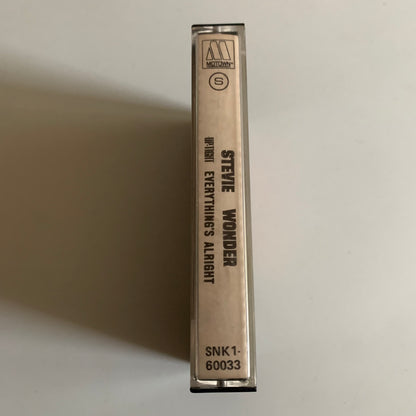 MOTOWN
S
STEVIE WONDER
UPTIGHT EVERYTHING'S ALRIGHT
SNK1-
60033